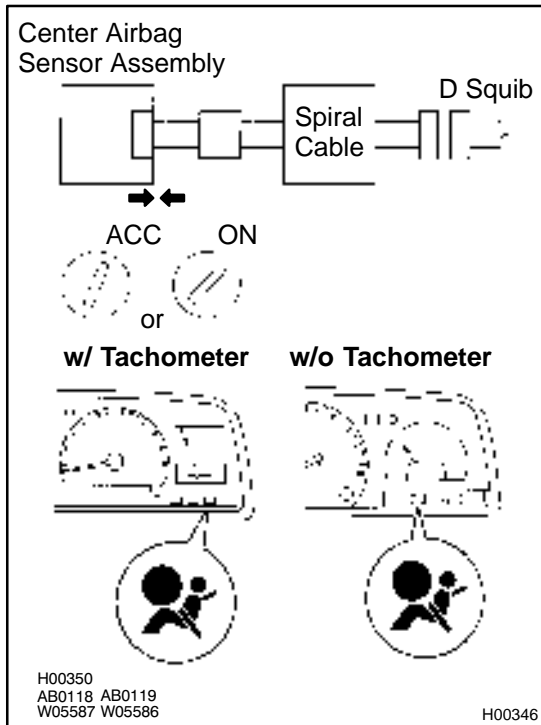 Center Airbag
Sensor Assembly
D Squib
Spiral
Cable
ACC ON
or
w/ Tachometer w/o Tachometer
H00350
AB0118 AB0119
W05587 W05586
H00346